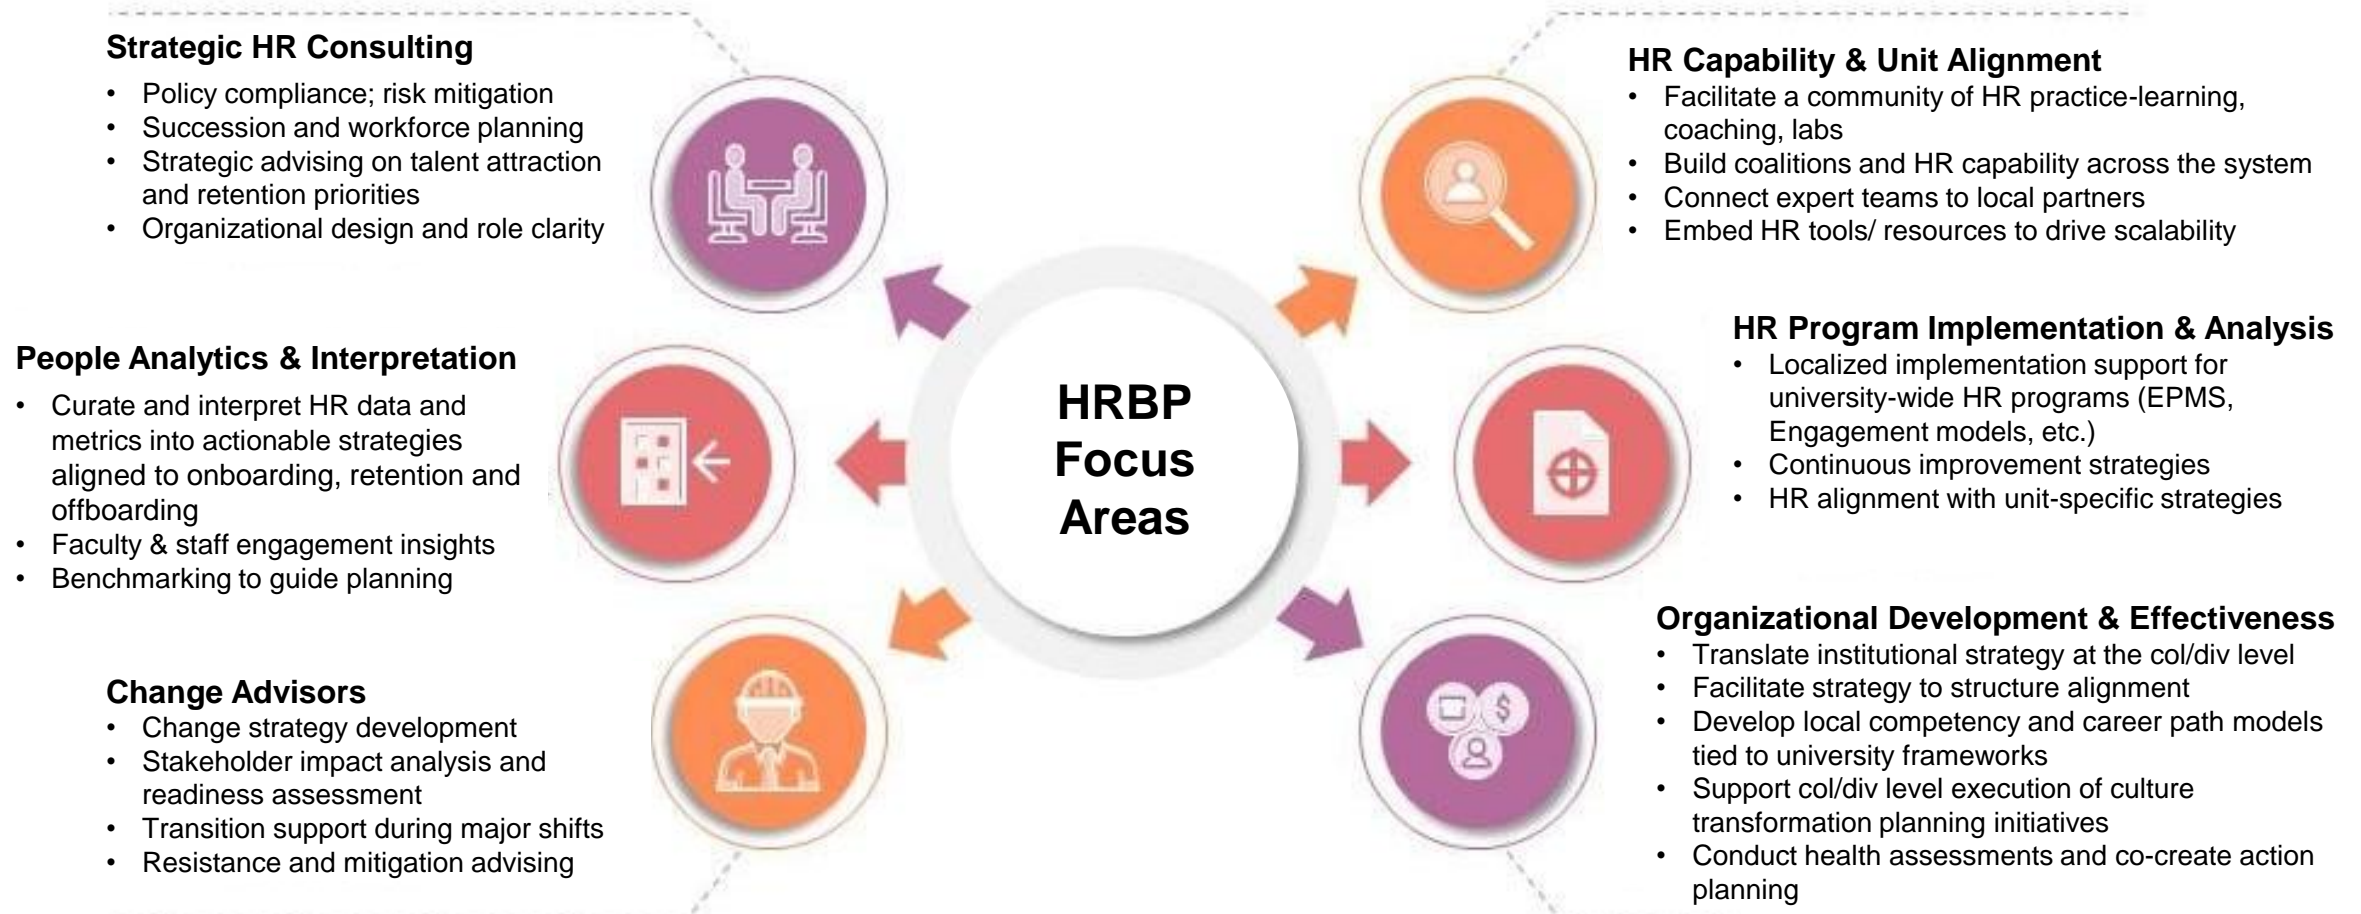 Strategic HR Consulting
• Policy compliance; risk mitigation
• Succession and workforce planning
• Strategic advising on talent attraction
and retention priorities
• Organizational design and role clarity
People Analytics & Interpretation
• Curate and interpret HR data and
metrics into actionable strategies
aligned to onboarding, retention and
offboarding
• Faculty & staff engagement insights
• Benchmarking to guide planning
Change Advisors
• Change strategy development
• Stakeholder impact analysis and
readiness assessment
• Transition support during major shifts
• Resistance and mitigation advising
HRBP
Focus
Areas
HR Capability & Unit Alignment
• Facilitate a community of HR practice-learning,
coaching, labs
• Build coalitions and HR capability across the system
• Connect expert teams to local partners
• Embed HR tools/ resources to drive scalability
HR Program Implementation & Analysis
• Localized implementation support for
university-wide HR programs (EPMS,
Engagement models, etc.)
• Continuous improvement strategies
• HR alignment with unit-specific strategies
Organizational Development & Effectiveness
• Translate institutional strategy at the col/div level
• Facilitate strategy to structure alignment
• Develop local competency and career path models
tied to university frameworks
• Support col/div level execution of culture
transformation planning initiatives
• Conduct health assessments and co-create action
planning
$